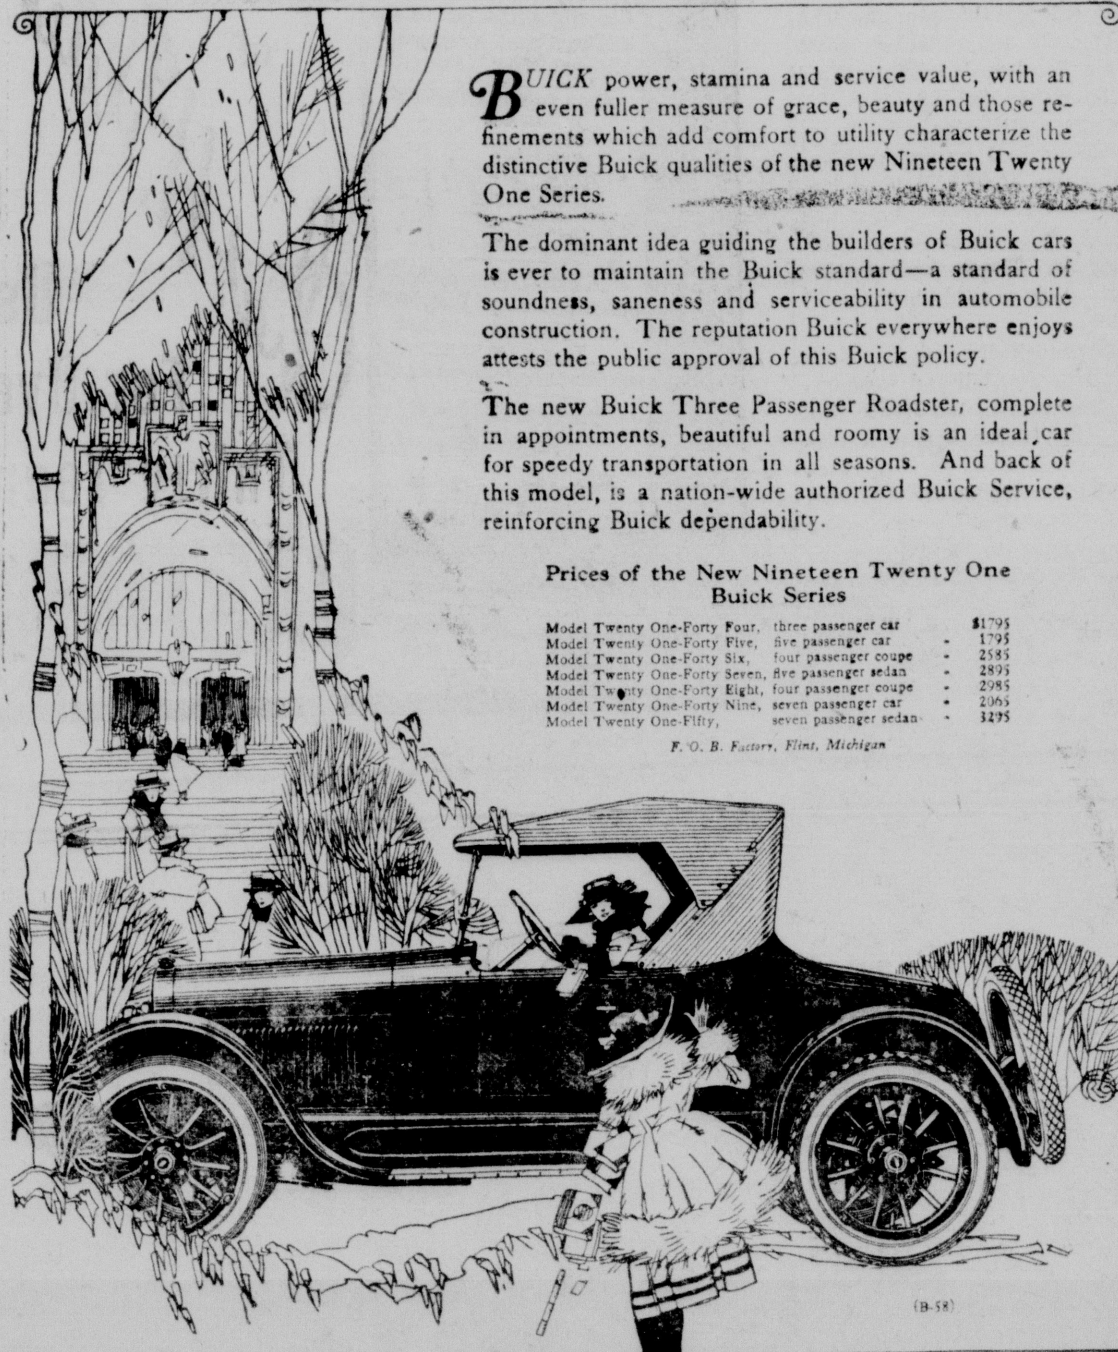 BUICK power, stamina and service value, with an
even fuller measure of grace, beauty and those re-
finements which add comfort to utility characterize the
distinctive Buick qualities of the new Nineteen Twenty
One Series.
The dominant idea guiding the builders of Buick cars
is ever to maintain the Buick standard—a standard of
soundness, saneness and serviceability in automobile
construction. The reputation Buick everywhere enjoys
attests the public approval of this Buick policy.
The new Buick Three Passenger Roadster, complete
in appointments, beautiful and roomy is an ideal car
for speedy transportation in all seasons. And back of
this model, is a nation-wide authorized Buick Service,
reinforcing Buick dependability.
Prices of the New Nineteen Twenty One
Buick Series
Model Twenty One-Forty Four, three passenger car $1795
Model Twenty One-Forty Five, five passenger car - 1795
Model Twenty One-Forty Six, four passenger coupe - 2585
Model Twenty One-Forty Seven, five passenger sedan - 2895
Model Twenty One-Forty Eight, four passenger coupe - 2985
Model Twenty One-Forty Nine, seven passenger car - 2065
Model Twenty One-Fifty, seven passenger sedan - 3295
F. O. B. Factory, Flint, Michigan
(B-58)